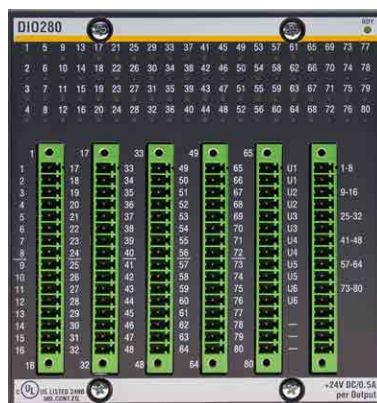 DIO280
RDY
1 5 9 13 17 21 25 29 33 37 41 45 49 53 57 61 65 69 73 77
2 6 10 14 18 22 26 30 34 38 42 46 50 54 58 62 66 70 74 78
3 7 11 15 19 23 27 31 35 39 43 47 51 55 59 63 67 71 75 79
4 8 12 16 20 24 28 32 36 40 44 48 52 56 60 64 68 72 76 80
1 17 33 49 65
1 17 33 49 65 U1 1-8
2 18 34 50 66 U1
3 19 35 51 67 U2 9-16
4 20 36 52 68 U2
5 21 37 53 69 U3 25-32
6 22 38 54 70 U3
7 23 39 55 71 U4 41-48
8 24 40 56 72 U4
9 25 41 57 73 U5 57-64
10 26 42 58 74 U5
11 27 43 59 75 U6 73-80
12 28 44 60 76 U6
13 29 45 61 77
14 30 46 62 78 —
15 31 47 63 79 —
16 32 48 64 80 —
18 32 48 64 80
c UL US LISTED 24WB
IND.CONT.EQ.
+24V DC/0.5A
per Output